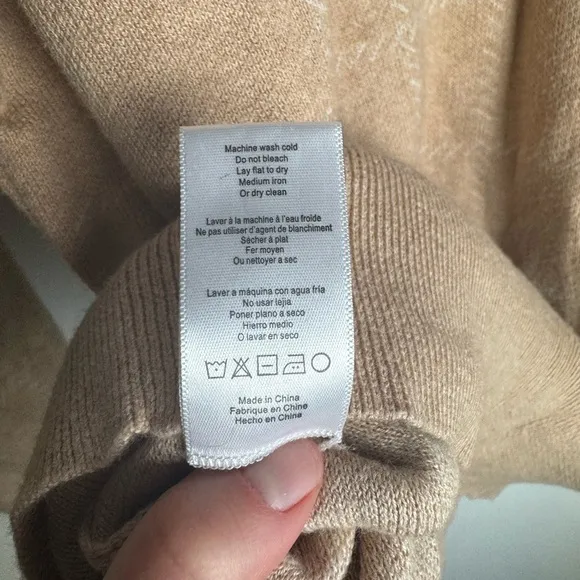 Machine wash cold
Do not bleach
Lay flat to dry
Medium iron
Or dry clean
Laver à la machine à l'eau froide
Ne pas utiliser d'agent de blanchiment
Sécher à plat
Fer moyen
Ou nettoyer a sec
Lavar a máquina con agua fria
No usar lejia
Poner plano a seco
Hierro medio
O lavar en seco
Made in China
Fabrique en Chine
Hecho en China